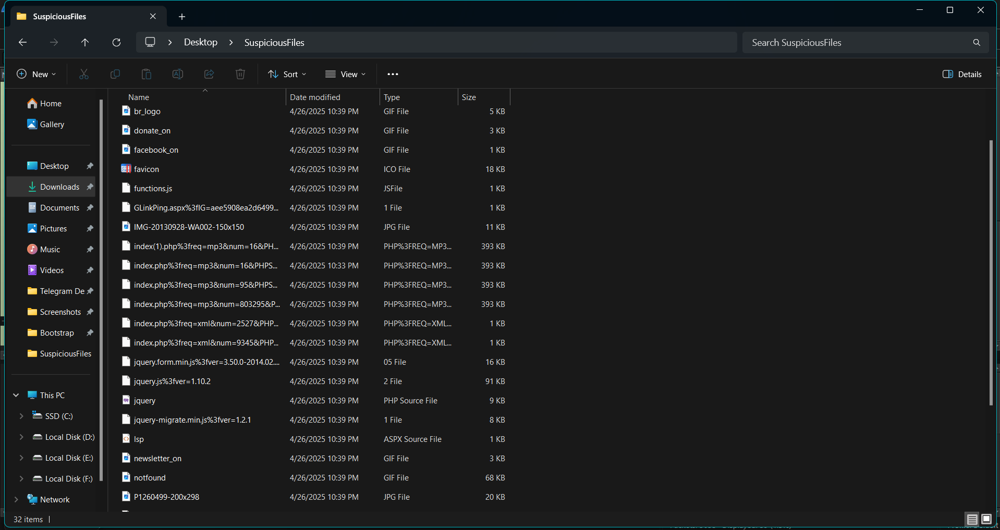 SuspiciousFiles
Desktop SuspiciousFiles
Search SuspiciousFiles
New Sort View Details
Name Date modified Type Size
Home
Gallery
Desktop
Downloads
Documents
Pictures
Music
Videos
Telegram De
Screenshots
Bootstrap
SuspiciousFiles
This PC
SSD (C:)
Local Disk (D:)
Local Disk (E:)
Local Disk (F:)
Network
br_logo 4/26/2025 10:39 PM GIF File 5 KB
donate_on 4/26/2025 10:39 PM GIF File 3 KB
facebook_on 4/26/2025 10:39 PM GIF File 1 KB
favicon 4/26/2025 10:39 PM ICO File 18 KB
functions.js 4/26/2025 10:39 PM JSFile 1 KB
GLinkPing.aspx%3fIG=aee5908ea2d6499... 4/26/2025 10:39 PM 1 File 1 KB
IMG-20130928-WA002-150x150 4/26/2025 10:39 PM JPG File 11 KB
index(1).php%3freq=mp3&num=16&PH... 4/26/2025 10:39 PM PHP%3FREQ=MP3... 393 KB
index.php%3freq=mp3&num=16&PHPS... 4/26/2025 10:33 PM PHP%3FREQ=MP3... 393 KB
index.php%3freq=mp3&num=95&PHPS... 4/26/2025 10:39 PM PHP%3FREQ=MP3... 393 KB
index.php%3freq=mp3&num=803295&P... 4/26/2025 10:39 PM PHP%3FREQ=MP3... 393 KB
index.php%3freq=xml&num=2527&PHP... 4/26/2025 10:39 PM PHP%3FREQ=XML... 1 KB
index.php%3freq=xml&num=9345&PHP... 4/26/2025 10:39 PM PHP%3FREQ=XML... 1 KB
jquery.form.min.js%3fver=3.50.0-2014.02.... 4/26/2025 10:39 PM 05 File 16 KB
jquery.js%3fver=1.10.2 4/26/2025 10:39 PM 2 File 91 KB
jquery 4/26/2025 10:39 PM PHP Source File 9 KB
jquery-migrate.min.js%3fver=1.2.1 4/26/2025 10:39 PM 1 File 8 KB
lsp 4/26/2025 10:39 PM ASPX Source File 1 KB
newsletter_on 4/26/2025 10:39 PM GIF File 3 KB
notfound 4/26/2025 10:39 PM GIF File 68 KB
P1260499-200x298 4/26/2025 10:39 PM JPG File 20 KB
32 items